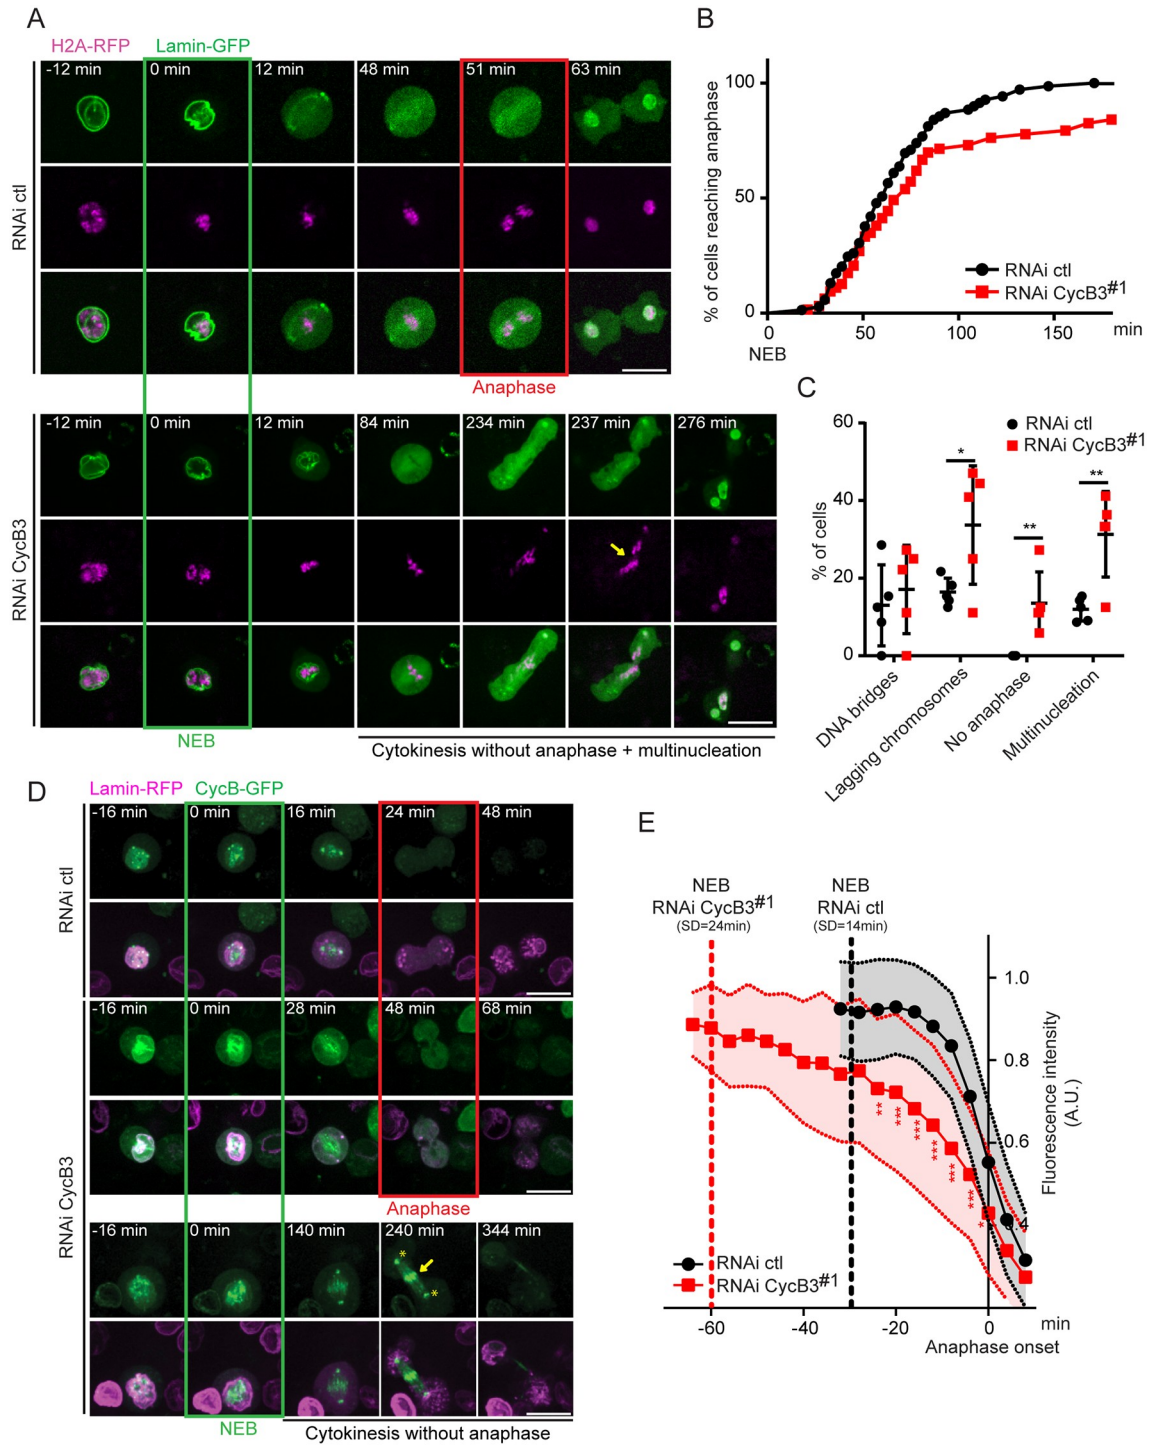 A
H2A-RFP Lamin-GFP
-12 min 0 min 12 min 48 min 51 min 63 min
RNAi ctl
Anaphase
-12 min 0 min 12 min 84 min 234 min 237 min 276 min
RNAi CycB3
NEB
Cytokinesis without anaphase + multinucleation
B
% of cells reaching anaphase
100
50
0
RNAi ctl
RNAi CycB3#1
0 50 100 150 min
NEB
C
% of cells
60
40
20
0
RNAi ctl
RNAi CycB3#1
* ** **
DNA bridges
Lagging chromosomes
No anaphase
Multinucleation
D
Lamin-RFP CycB-GFP
-16 min 0 min 16 min 24 min 48 min
RNAi ctl
-16 min 0 min 28 min 48 min 68 min
RNAi CycB3
Anaphase
-16 min 0 min 140 min 240 min 344 min
*
*
NEB
Cytokinesis without anaphase
E
NEB
RNAi CycB3#1
(SD=24min)
NEB
RNAi ctl
(SD=14min)
1.0
0.8
0.6
Fluorescence intensity
(A.U.)
** *** **** **** *** *** *
RNAi ctl
RNAi CycB3#1
-60 -40 -20 0 min
Anaphase onset